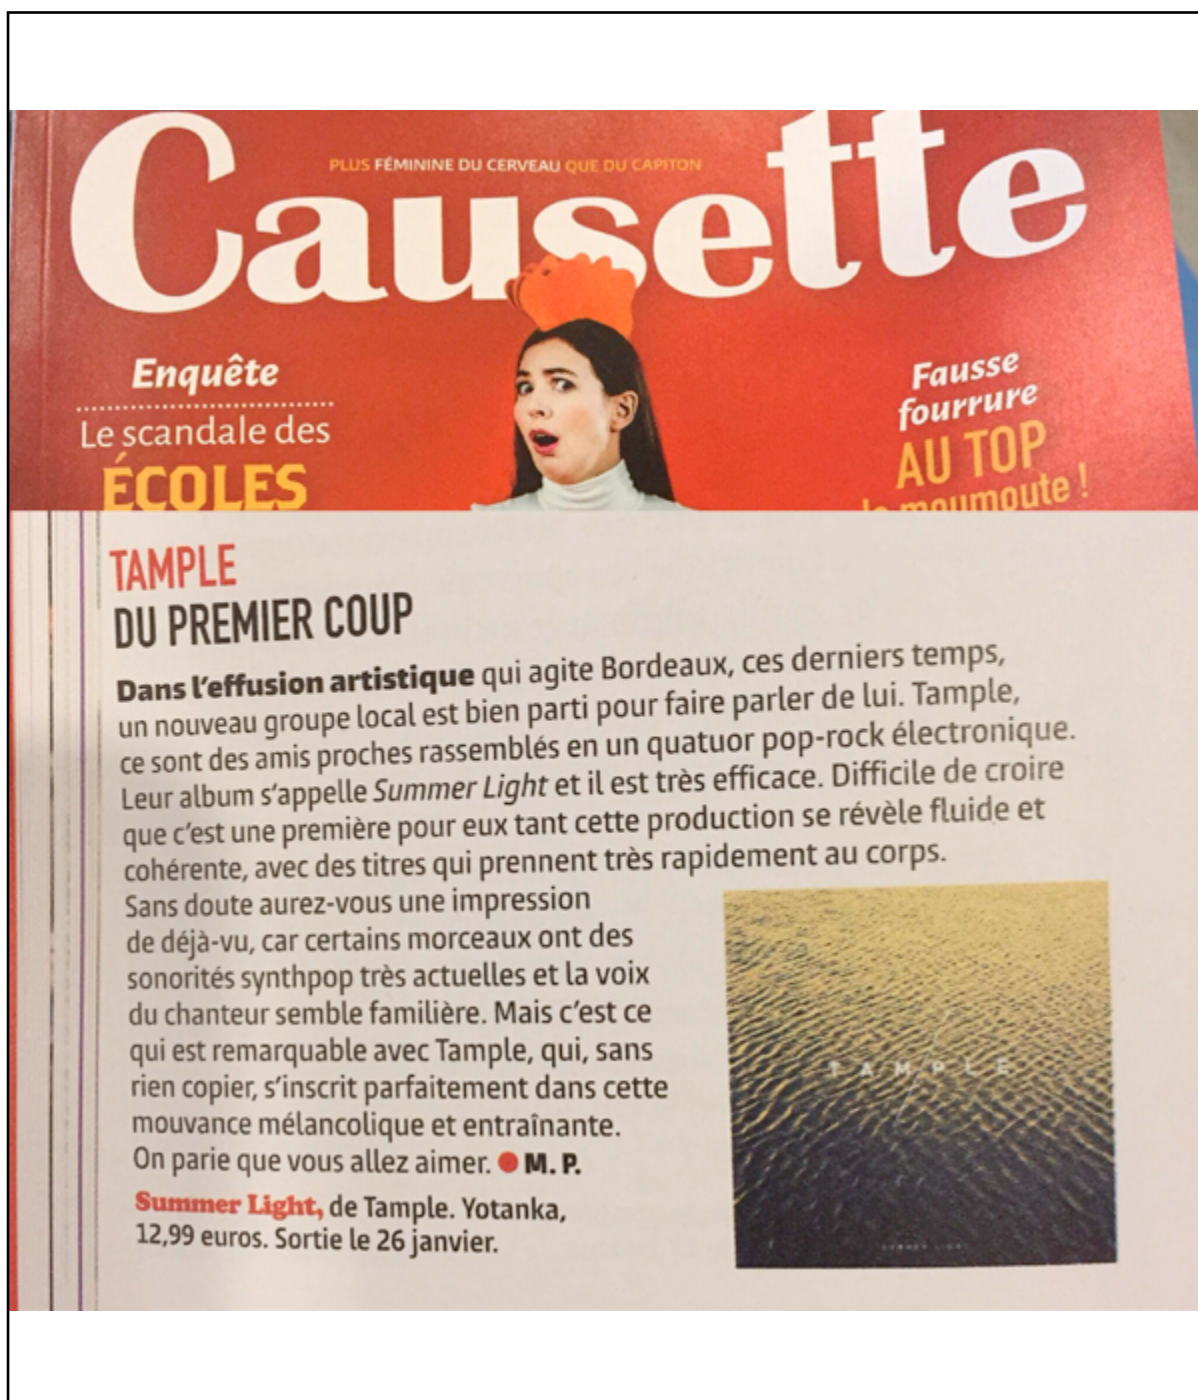 Causette
PLUS FÉMININE DU CERVEAU QUE DU CAPITON
Enquête
Le scandale des
ÉCOLES
Fausse
fourrure
AU TOP
la moumoute !
TAMPLE
DU PREMIER COUP
Dans l'effusion artistique qui agite Bordeaux, ces derniers temps,
un nouveau groupe local est bien parti pour faire parler de lui. Tample,
ce sont des amis proches rassemblés en un quatuor pop-rock électronique.
Leur album s'appelle Summer Light et il est très efficace. Difficile de croire
que c'est une première pour eux tant cette production se révèle fluide et
cohérente, avec des titres qui prennent très rapidement au corps.
Sans doute aurez-vous une impression
de déjà-vu, car certains morceaux ont des
sonorités synthpop très actuelles et la voix
du chanteur semble familière. Mais c'est ce
qui est remarquable avec Tample, qui, sans
rien copier, s'inscrit parfaitement dans cette
mouvance mélancolique et entraînante.
On parie que vous allez aimer. ● M. P.
Summer Light, de Tample. Yotanka,
12,99 euros. Sortie le 26 janvier.
TAMPLE
SUMMER LIGHT